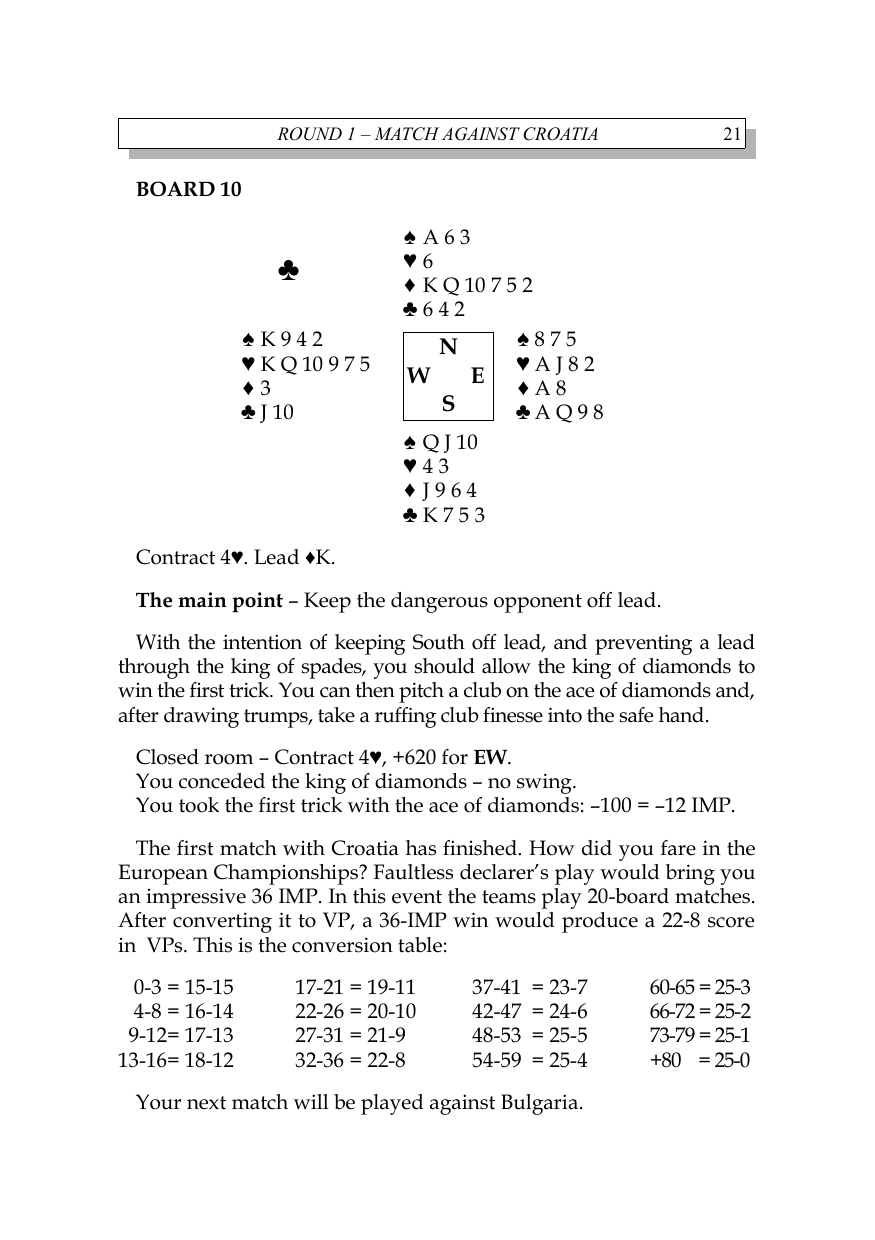 ROUND 1 – MATCH AGAINST CROATIA 21
BOARD 10
♣
♠ A 6 3
♥ 6
♦ K Q 10 7 5 2
♣ 6 4 2
♠ K 9 4 2
♥ K Q 10 9 7 5
♦ 3
♣ J 10
N
W E
S
♠ 8 7 5
♥ A J 8 2
♦ A 8
♣ A Q 9 8
♠ Q J 10
♥ 4 3
♦ J 9 6 4
♣ K 7 5 3
Contract 4♥. Lead ♦K.
The main point – Keep the dangerous opponent off lead.
With the intention of keeping South off lead, and preventing a lead
through the king of spades, you should allow the king of diamonds to
win the first trick. You can then pitch a club on the ace of diamonds and,
after drawing trumps, take a ruffing club finesse into the safe hand.
Closed room – Contract 4♥, +620 for EW.
You conceded the king of diamonds – no swing.
You took the first trick with the ace of diamonds: –100 = –12 IMP.
The first match with Croatia has finished. How did you fare in the
European Championships? Faultless declarer’s play would bring you
an impressive 36 IMP. In this event the teams play 20-board matches.
After converting it to VP, a 36-IMP win would produce a 22-8 score
in VPs. This is the conversion table:
0-3 = 15-15 17-21 = 19-11 37-41 = 23-7 60-65 = 25-3
4-8 = 16-14 22-26 = 20-10 42-47 = 24-6 66-72 = 25-2
9-12= 17-13 27-31 = 21-9 48-53 = 25-5 73-79 = 25-1
13-16= 18-12 32-36 = 22-8 54-59 = 25-4 +80 = 25-0
Your next match will be played against Bulgaria.